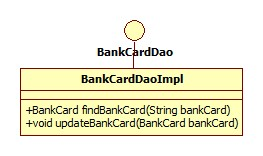 BankCardDao
BankCardDaoImpl
+BankCard findBankCard(String bankCard)
+void updateBankCard(BankCard bankCard)